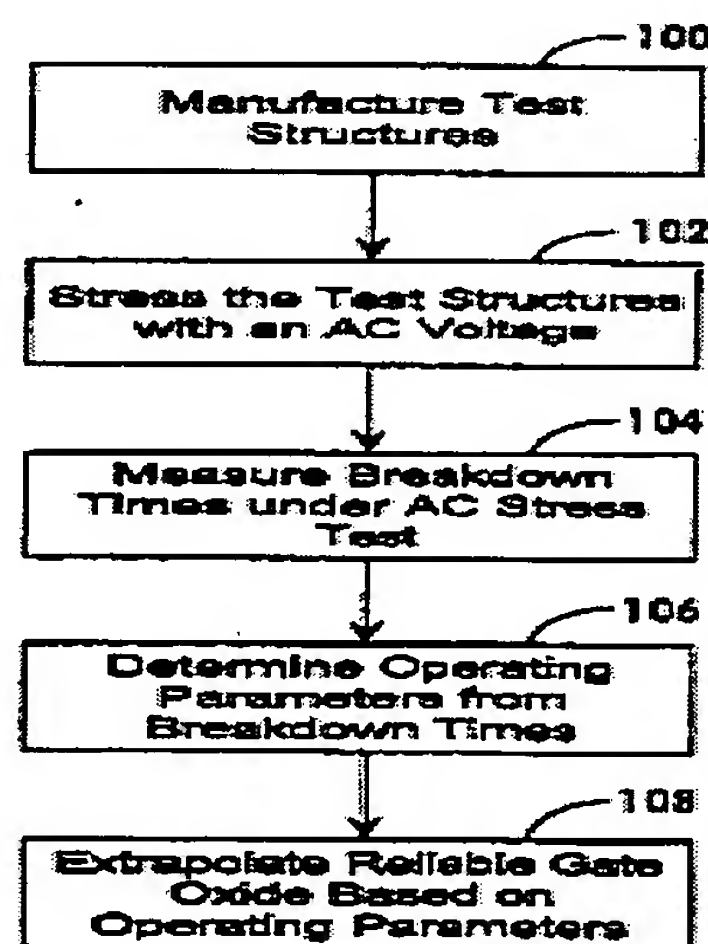 100
Manufacture Test
Structures
102
Stress the Test Structures
with an AC Voltage
104
Measure Breakdown
Times under AC Stress
Test
106
Determine Operating
Parameters from
Breakdown Times
108
Extrapolate Reliable Gate
Oxide Based on
Operating Parameters